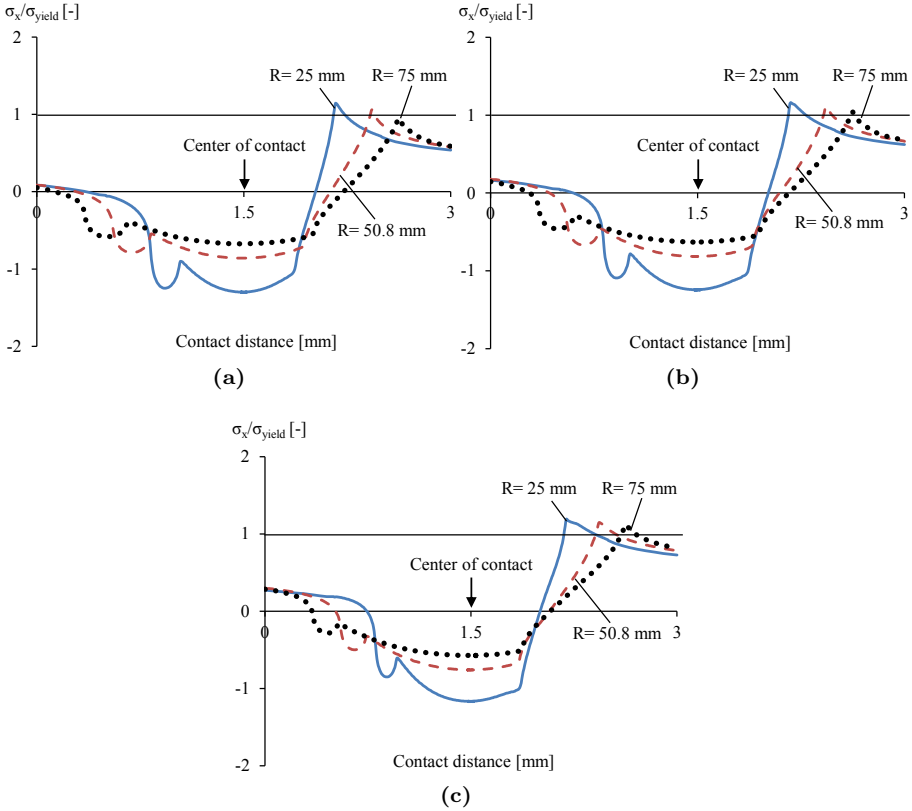 σx/σyield [-]
2
R= 25 mm
R= 75 mm
1
Center of contact
0
0
1.5
3
R= 50.8 mm
-1
Contact distance [mm]
-2
(a)
σx/σyield [-]
2
R= 25 mm
R= 75 mm
1
Center of contact
0
0
1.5
3
R= 50.8 mm
-1
Contact distance [mm]
-2
(b)
σx/σyield [-]
2
R= 25 mm
R= 75 mm
1
Center of contact
0
0
1.5
3
R= 50.8 mm
-1
Contact distance [mm]
-2
(c)